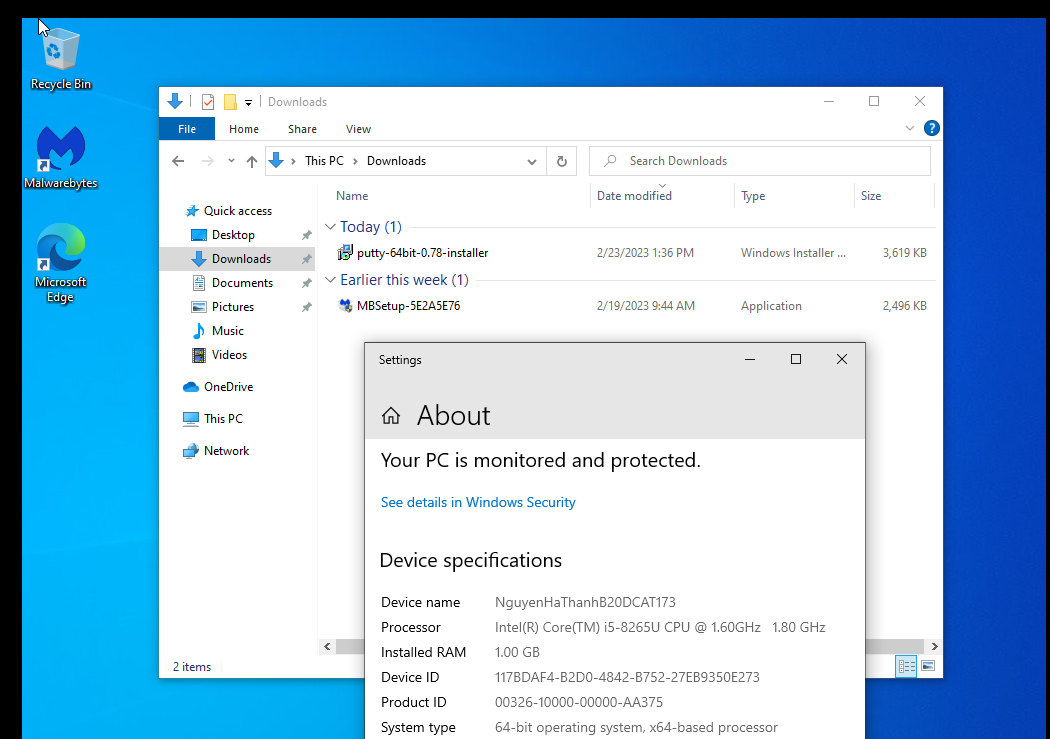 Recycle Bin
Malwarebytes
Microsoft
Edge
Downloads
File Home Share View
This PC Downloads Search Downloads
Name Date modified Type Size
Quick access
Desktop
Downloads
Documents
Pictures
Music
Videos
OneDrive
This PC
Network
Today (1)
putty-64bit-0.78-installer 2/23/2023 1:36 PM Windows Installer ... 3,619 KB
Earlier this week (1)
MBSetup-5E2A5E76 2/19/2023 9:44 AM Application 2,496 KB
2 items
Settings
About
Your PC is monitored and protected.
See details in Windows Security
Device specifications
Device name NguyenHaThanhB20DCAT173
Processor Intel(R) Core(TM) i5-8265U CPU @ 1.60GHz 1.80 GHz
Installed RAM 1.00 GB
Device ID 117BDAF4-B2D0-4842-B752-27EB9350E273
Product ID 00326-10000-00000-AA375
System type 64-bit operating system, x64-based processor